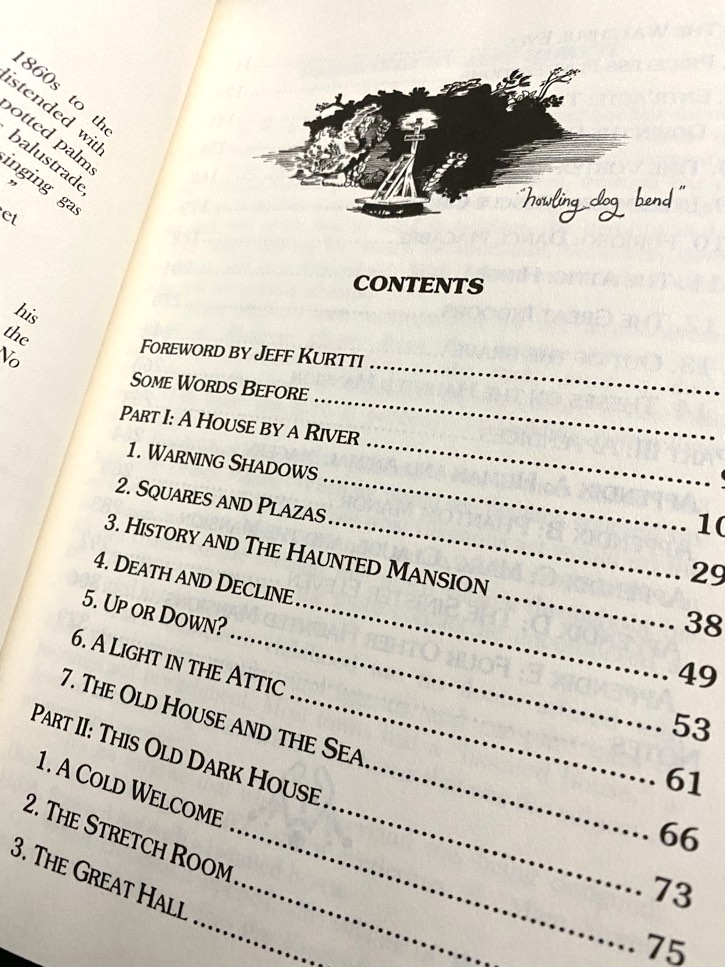 1860s to the
distended with
potted palms
balustrade,
singing gas
”
his
the
No
"howling dog bend"
CONTENTS
FOREWORD BY JEFF KURTTI
SOME WORDS BEFORE
PART I: A HOUSE BY A RIVER
1. WARNING SHADOWS 10
2. SQUARES AND PLAZAS 29
3. HISTORY AND THE HAUNTED MANSION 38
4. DEATH AND DECLINE 49
5. UP OR DOWN? 53
6. A LIGHT IN THE ATTIC 61
7. THE OLD HOUSE AND THE SEA 66
PART II: THIS OLD DARK HOUSE 73
1. A COLD WELCOME 75
2. THE STRETCH ROOM
3. THE GREAT HALL